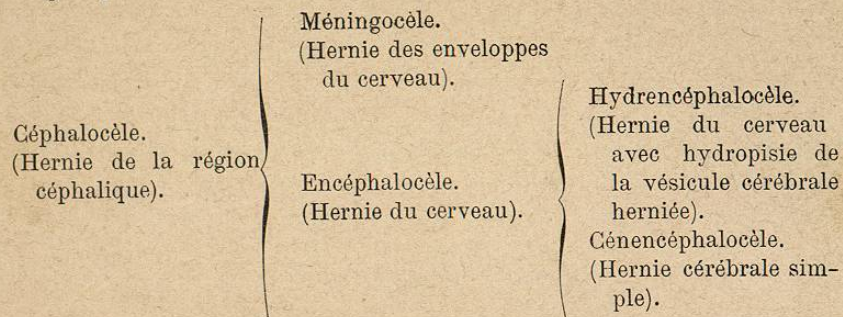 Céphalocèle.
(Hernie de la région
céphalique).
Méningocèle.
(Hernie des enveloppes
du cerveau).
Encéphalocèle.
(Hernie du cerveau).
Hydrencéphalocèle.
(Hernie du cerveau
avec hydropisie de
la vésicule cérébrale
herniée).
Cénencéphalocèle.
(Hernie cérébrale sim-
ple).